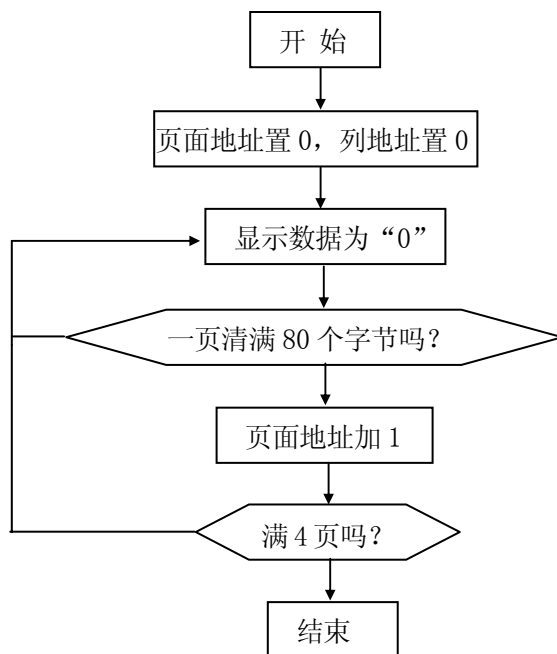 开 始
页面地址置 0，列地址置 0
显示数据为“0”
一页清满 80 个字节吗？
页面地址加 1
满 4 页吗？
结束